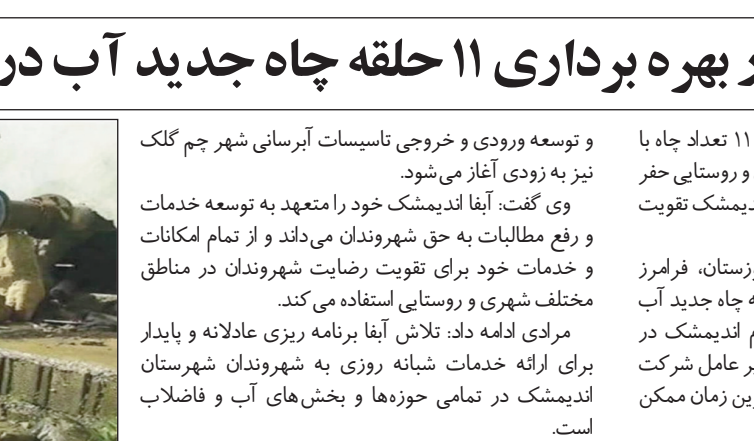 بهره برداری ۱۱ حلقه چاه جدید آب در
۱۱ تعداد چاه با
و روستایی حفر
تقویت
فرامرز
چاه جدید آب
اندیمشک در
عامل شرکت
زمان ممکن
و توسعه ورودی و خروجی تاسیسات آبرسانی شهر چم گلک
نیز به زودی آغاز می‌شود.
وی گفت: آبفا اندیمشک خود را متعهد به توسعه خدمات
و رفع مطالبات به حق شهروندان می‌داند و از تمام امکانات
و خدمات خود برای تقویت رضایت شهروندان در مناطق
مختلف شهری و روستایی استفاده می‌کند.
مرادی ادامه داد: تلاش آبفا برنامه ریزی عادلانه و پایدار
برای ارائه خدمات شبانه روزی به شهروندان شهرستان
اندیمشک در تمامی حوزه‌ها و بخش‌های آب و فاضلاب
است.